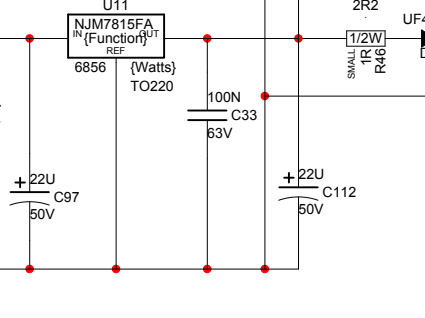 U11
2R2
UF4
NJM7815FA
IN {Function} OUT
REF
6856
{Watts}
TO220
1/2W
SMALL
1R
R46
100N
C33
63V
22U
C97
50V
22U
C112
50V